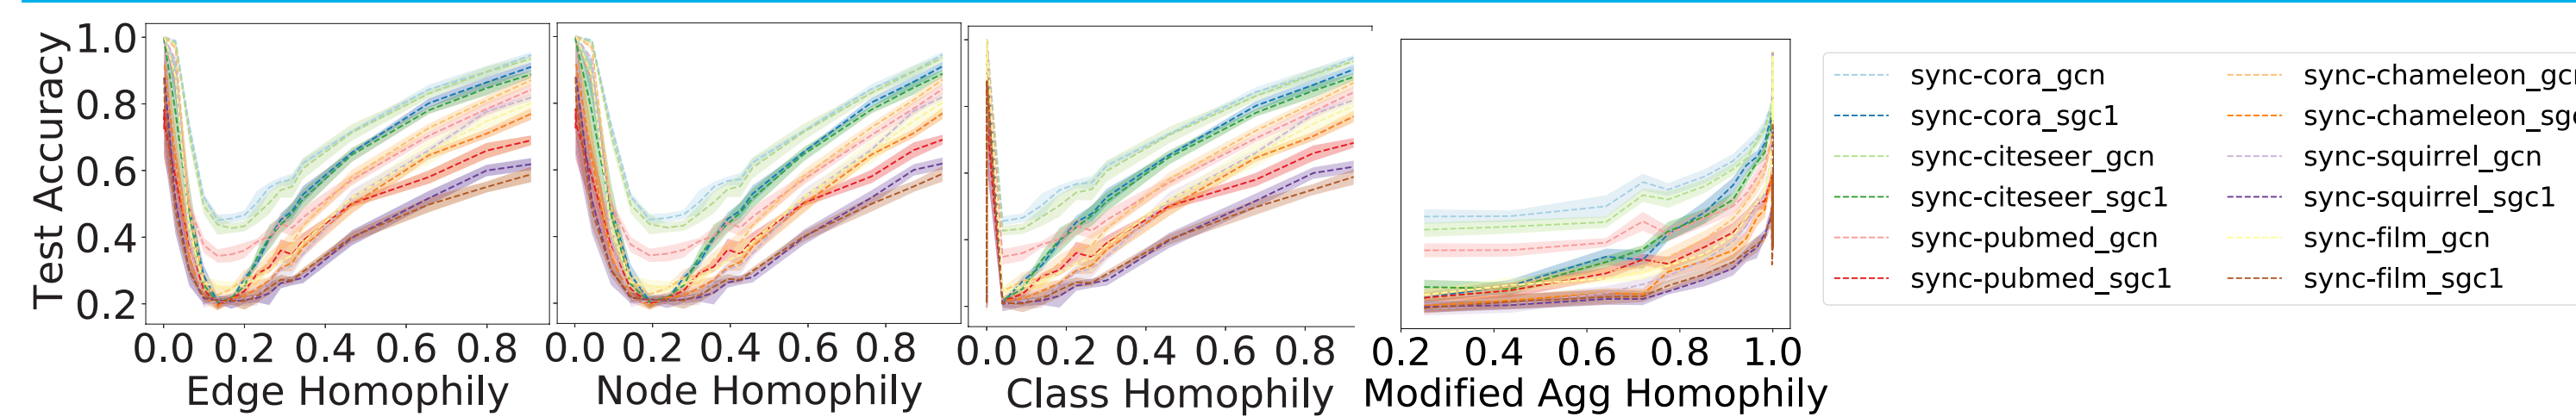 Test Accuracy
1.0
0.8
0.6
0.4
0.2
0.0 0.2 0.4 0.6 0.8
Edge Homophily
0.0 0.2 0.4 0.6 0.8
Node Homophily
0.0 0.2 0.4 0.6 0.8
Class Homophily
0.2 0.4 0.6 0.8 1.0
Modified Agg Homophily
sync-cora_gcn
sync-cora_sgc1
sync-citeseer_gcn
sync-citeseer_sgc1
sync-pubmed_gcn
sync-pubmed_sgc1
sync-chameleon_gcn
sync-chameleon_sg
sync-squirrel_gcn
sync-squirrel_sgc1
sync-film_gcn
sync-film_sgc1